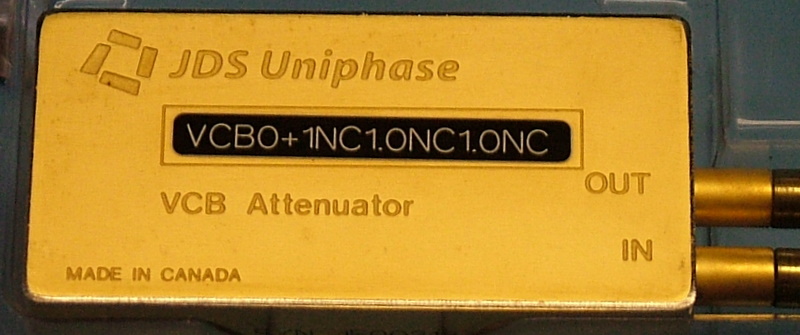 JDS Uniphase
VCB0+1NC1.0NC1.0NC
OUT
VCB Attenuator
IN
MADE IN CANADA